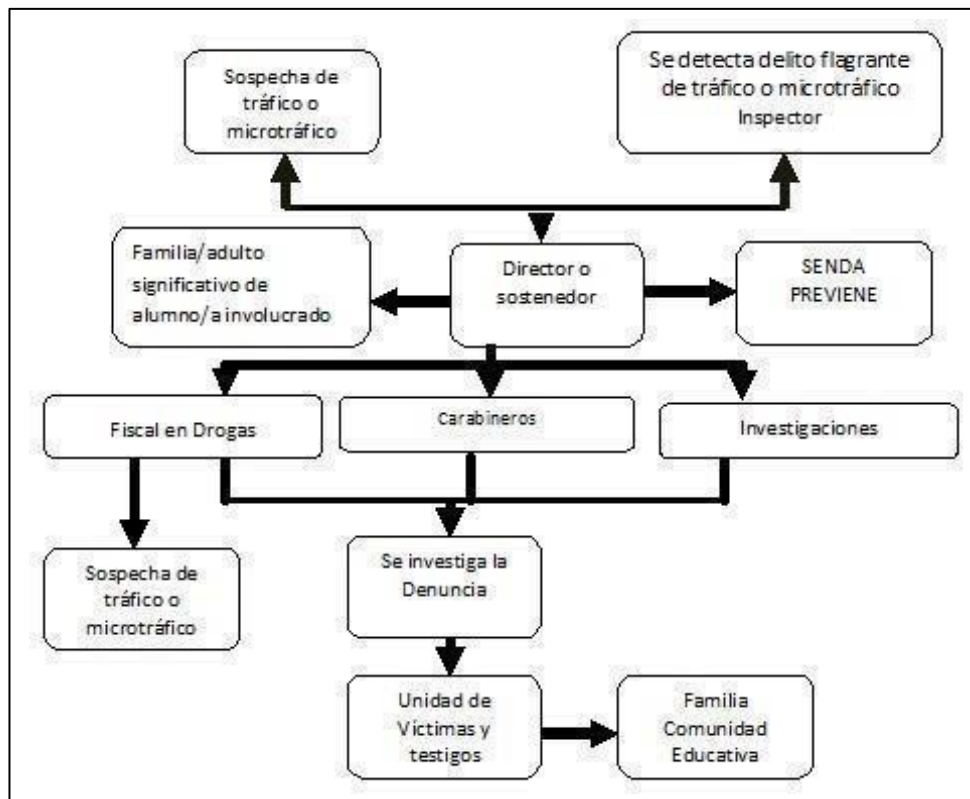 Sospecha de
tráfico o
microtráfico
Se detecta delito flagrante
de tráfico o microtráfico
Inspector
Familia/adulto
significativo de
alumno/a involucrado
Director o
sostenedor
SENDA
PREVIENE
Fiscal en Drogas
Carabineros
Investigaciones
Sospecha de
tráfico o
microtráfico
Se investiga la
Denuncia
Unidad de
Víctimas y
testigos
Familia
Comunidad
Educativa